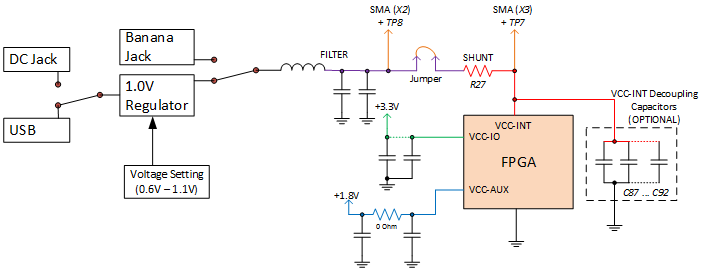 SMA (X2)
+ TP8
SMA (X3)
+ TP7
DC Jack
Banana
Jack
FILTER
Jumper
SHUNT
R27
1.0V
Regulator
USB
Voltage Setting
(0.6V – 1.1V)
+3.3V
VCC-INT
VCC-IO
FPGA
VCC-AUX
+1.8V
0 Ohm
VCC-INT Decoupling
Capacitors
(OPTIONAL)
C87 ... C92